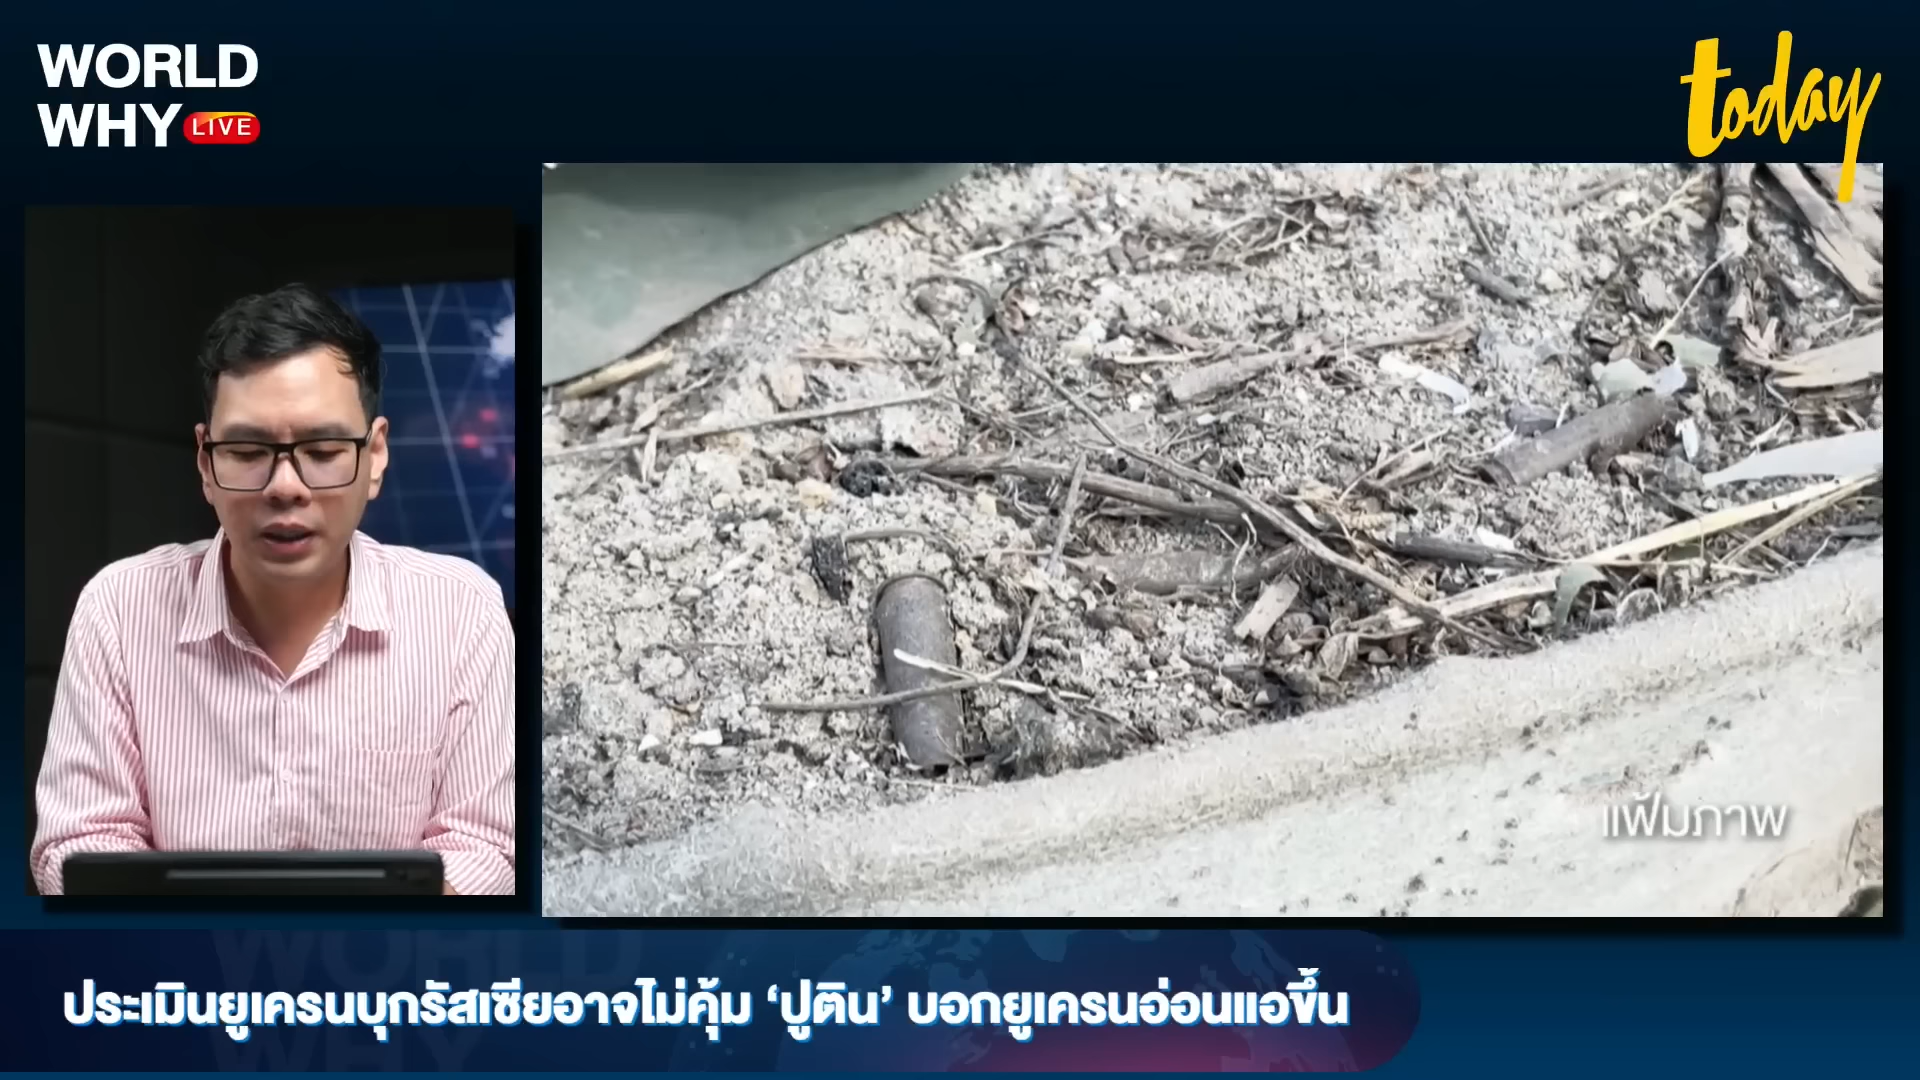 WORLD
WHY LIVE
today
แฟ้มภาพ
ประเมินยูเครนบุกรัสเซียอาจไม่คุ้ม ‘ปูติน’ บอกยูเครนอ่อนแอขึ้น